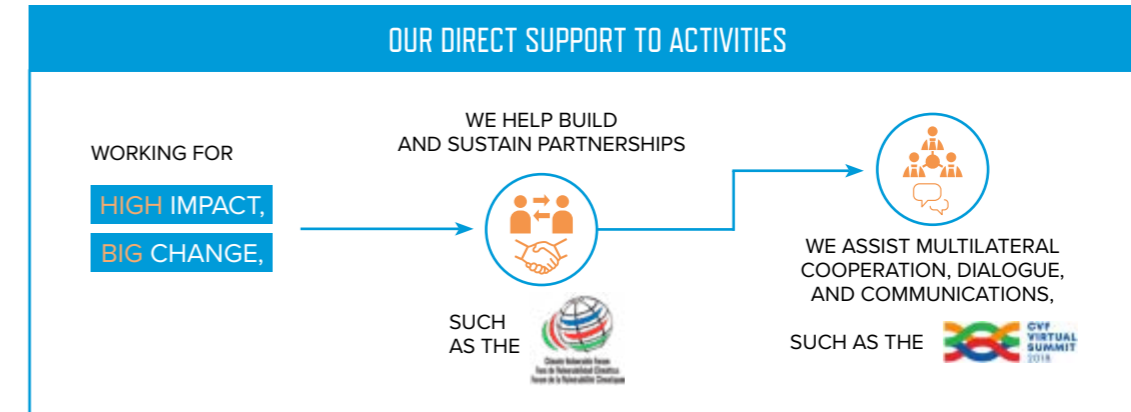 OUR DIRECT SUPPORT TO ACTIVITIES
WORKING FOR
HIGH IMPACT,
BIG CHANGE,
WE HELP BUILD
AND SUSTAIN PARTNERSHIPS
SUCH
AS THE
Climate Vulnerable Forum
Foro de Vulnerabilidad Climática
Forum de la Vulnérabilité Climatique
WE ASSIST MULTILATERAL
COOPERATION, DIALOGUE,
AND COMMUNICATIONS,
SUCH AS THE
CVF
VIRTUAL
SUMMIT
2018